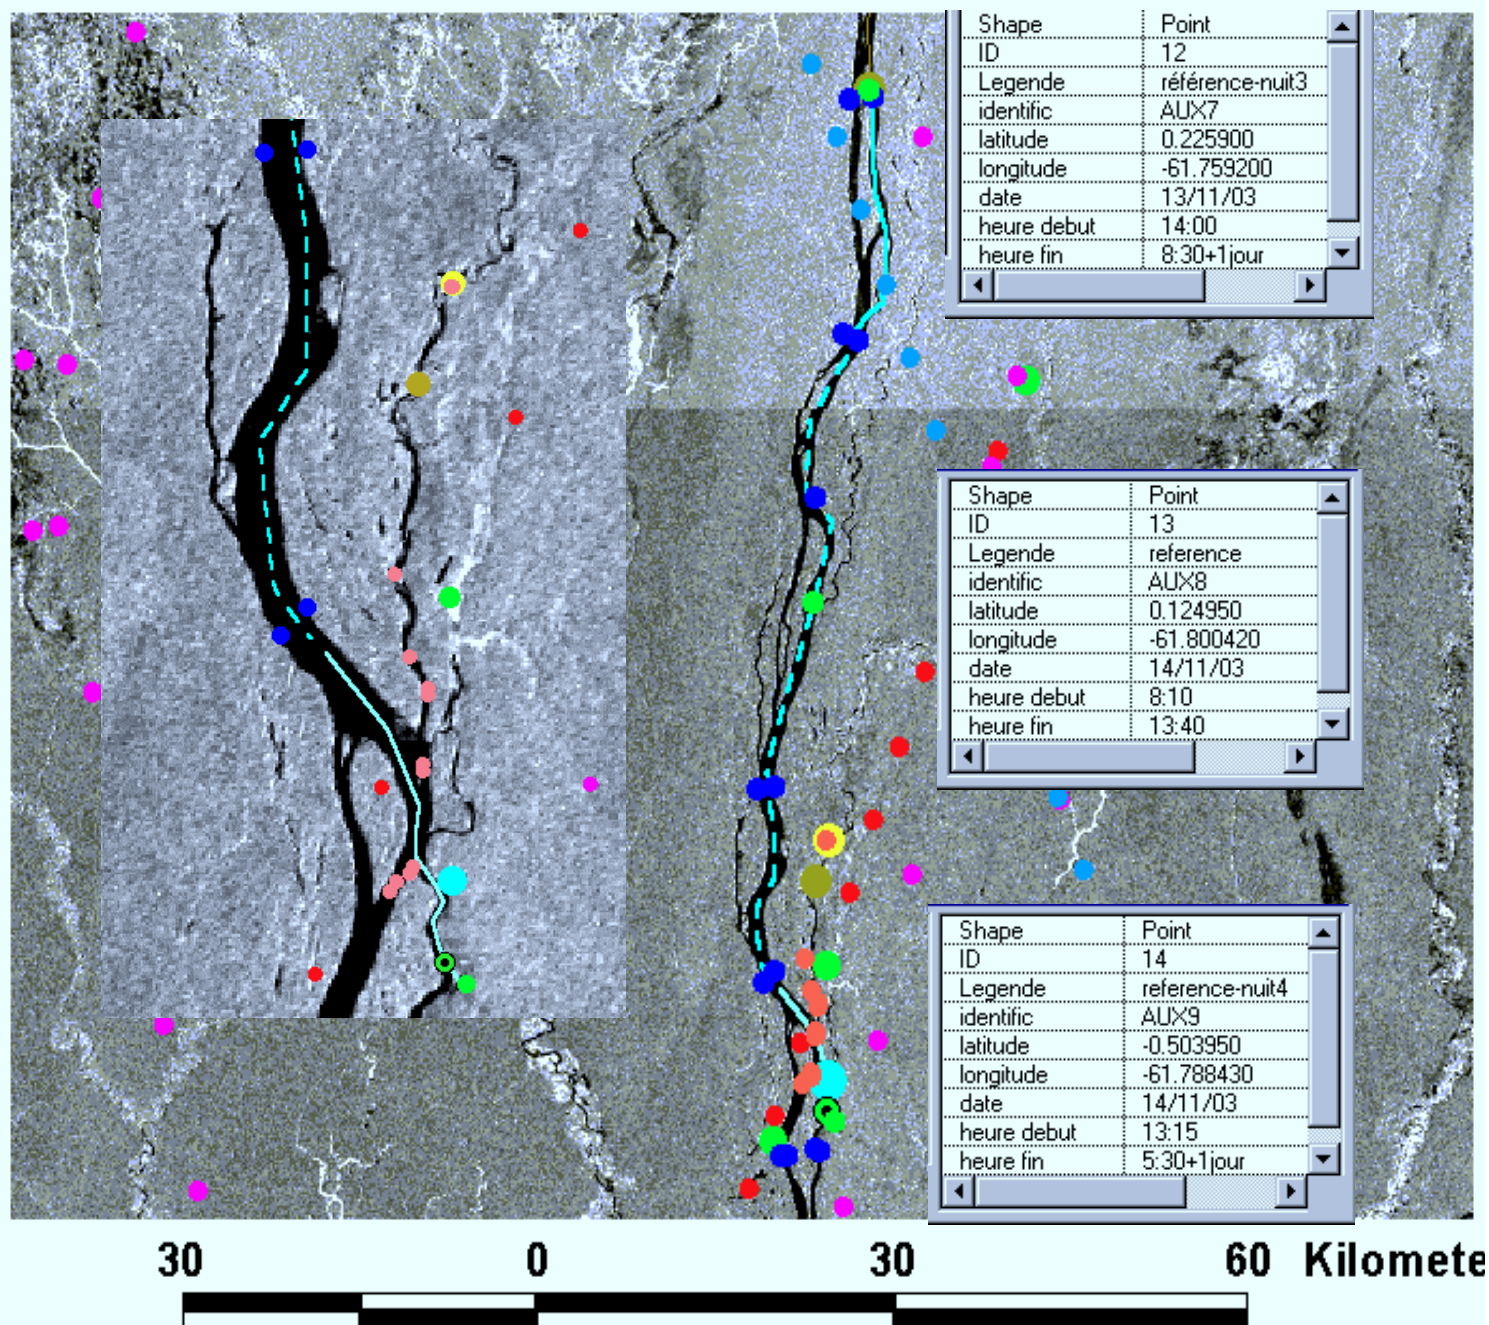 Shape Point
ID 12
Legende référence-nuit3
identific AUX7
latitude 0.225900
longitude -61.759200
date 13/11/03
heure debut 14:00
heure fin 8:30+1jour
Shape Point
ID 13
Legende reference
identific AUX8
latitude 0.124950
longitude -61.800420
date 14/11/03
heure debut 8:10
heure fin 13:40
Shape Point
ID 14
Legende reference-nuit4
identific AUX9
latitude -0.503950
longitude -61.788430
date 14/11/03
heure debut 13:15
heure fin 5:30+1jour
30 0 30 60 Kilomete